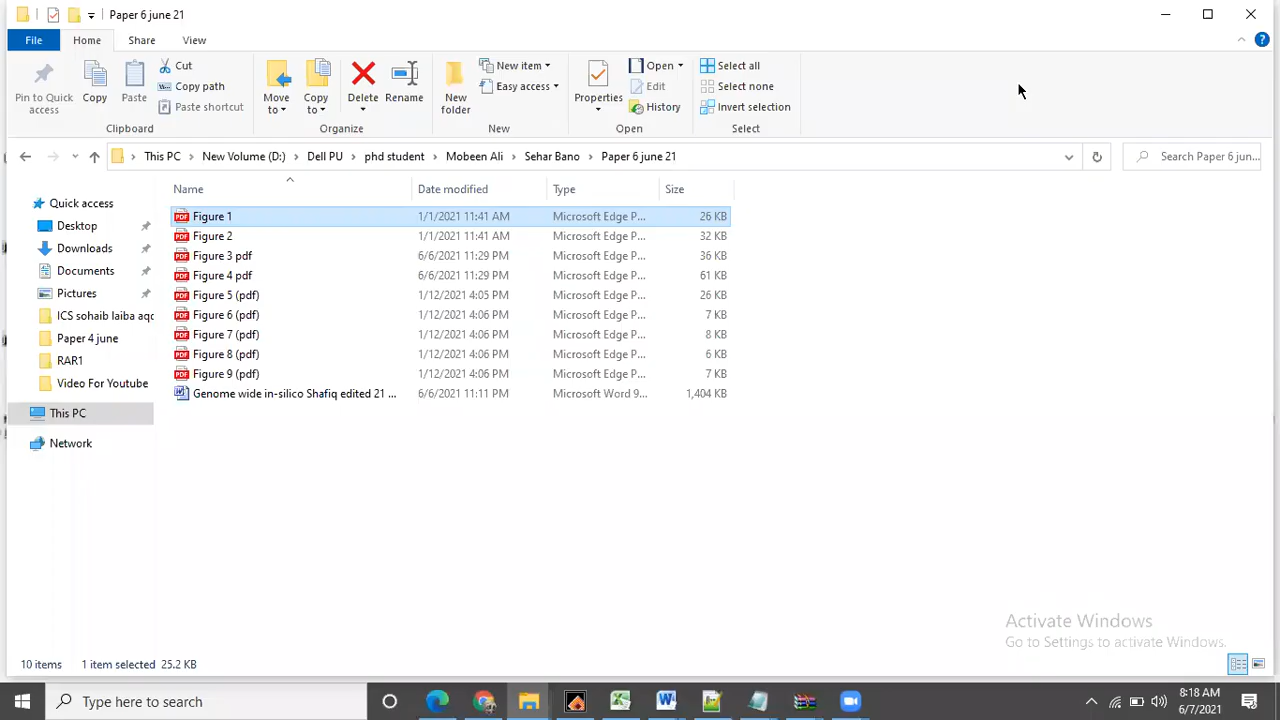 Paper 6 june 21
File Home Share View
Pin to Quick access
Copy
Paste
Cut
Copy path
Paste shortcut
Clipboard
Move to
Copy to
Delete
Rename
Organize
New folder
New item
Easy access
New
Properties
Open
Edit
History
Open
Select all
Select none
Invert selection
Select
This PC > New Volume (D:) > Dell PU > phd student > Mobeen Ali > Sehar Bano > Paper 6 june 21
Search Paper 6 jun...
Quick access
Desktop
Downloads
Documents
Pictures
ICS sohaib laiba aqc
Paper 4 june
RAR1
Video For Youtube
This PC
Network
Name Date modified Type Size
Figure 1 1/1/2021 11:41 AM Microsoft Edge P... 26 KB
Figure 2 1/1/2021 11:41 AM Microsoft Edge P... 32 KB
Figure 3 pdf 6/6/2021 11:29 PM Microsoft Edge P... 36 KB
Figure 4 pdf 6/6/2021 11:29 PM Microsoft Edge P... 61 KB
Figure 5 (pdf) 1/12/2021 4:05 PM Microsoft Edge P... 26 KB
Figure 6 (pdf) 1/12/2021 4:06 PM Microsoft Edge P... 7 KB
Figure 7 (pdf) 1/12/2021 4:06 PM Microsoft Edge P... 8 KB
Figure 8 (pdf) 1/12/2021 4:06 PM Microsoft Edge P... 6 KB
Figure 9 (pdf) 1/12/2021 4:06 PM Microsoft Edge P... 7 KB
Genome wide in-silico Shafiq edited 21 ... 6/6/2021 11:11 PM Microsoft Word 9... 1,404 KB
Activate Windows
Go to Settings to activate Windows.
10 items 1 item selected 25.2 KB
Type here to search
8:18 AM
6/7/2021